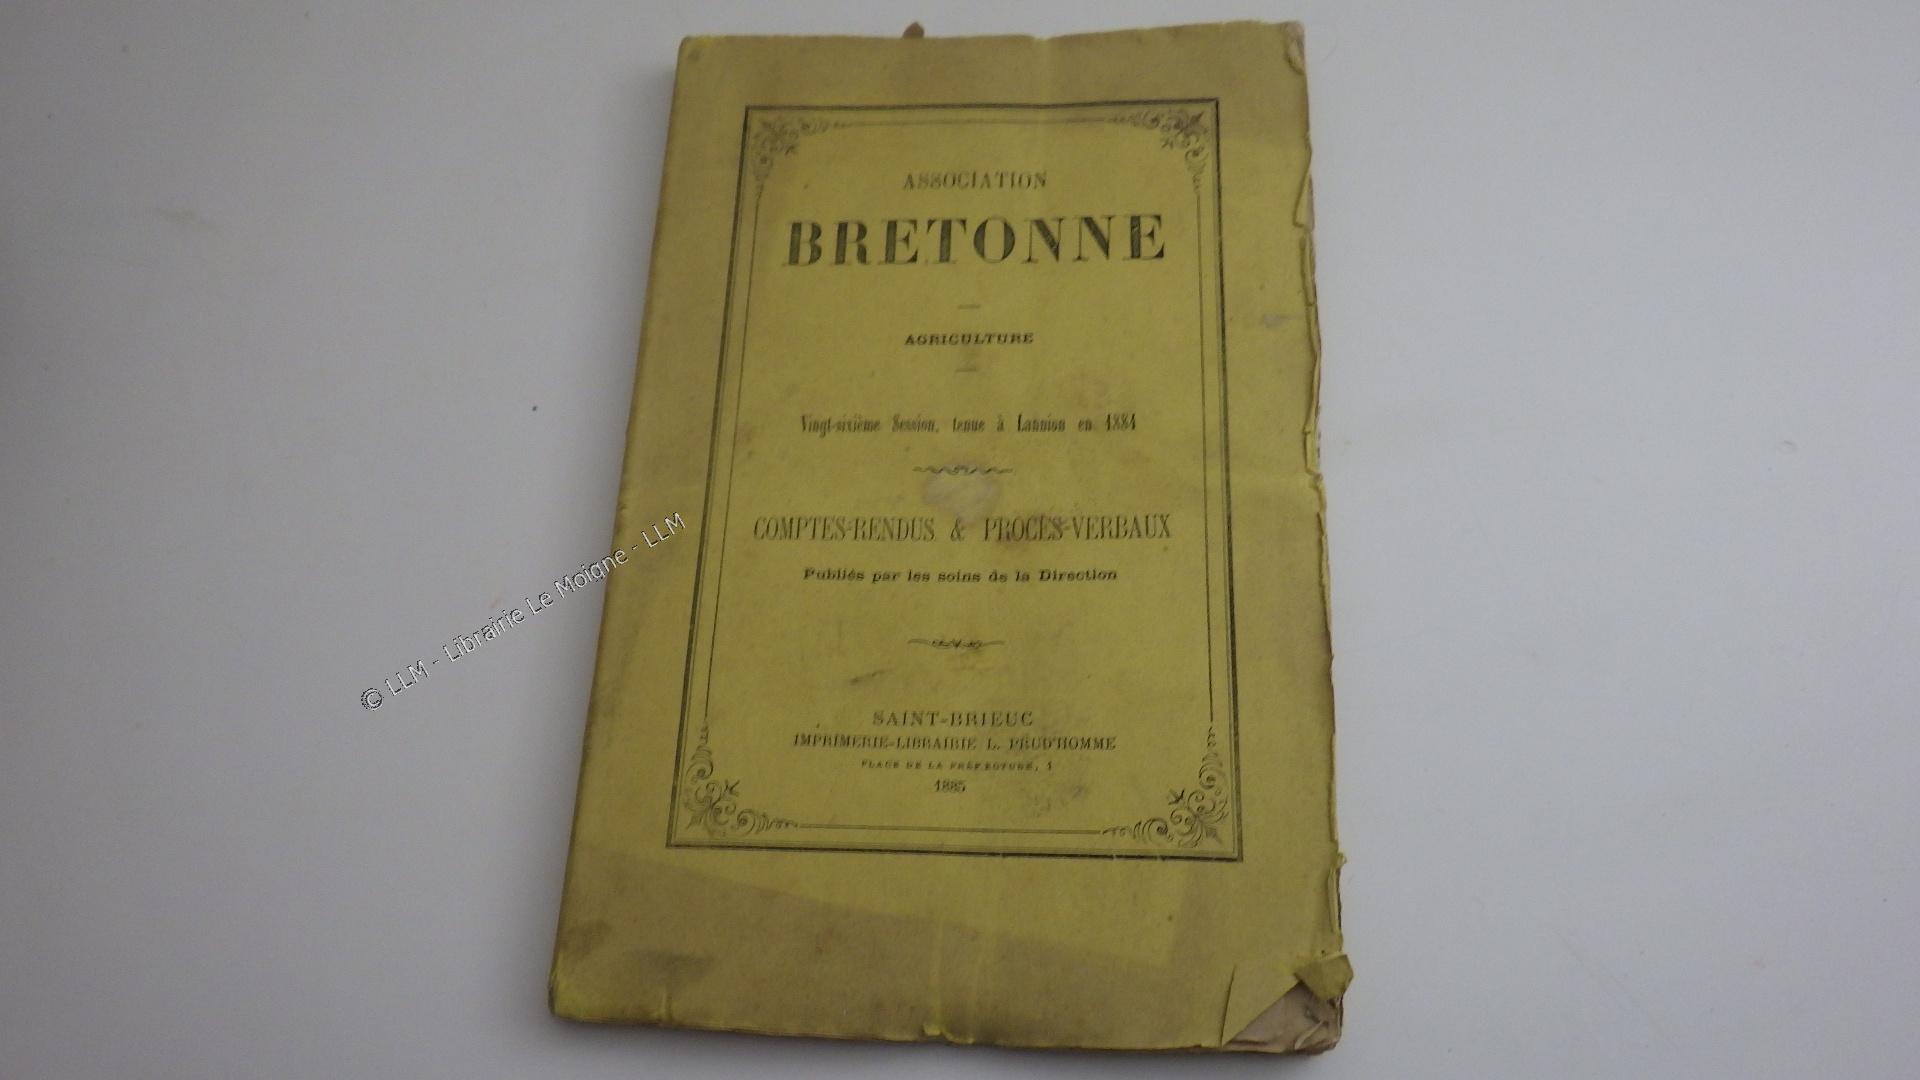 ASSOCIATION
BRETONNE
AGRICULTURE
Vingt-sixième Session, tenue à Lannion en 1884
COMPTES-RENDUS & PROCÈS-VERBAUX
Publiés par les soins de la Direction
SAINT-BRIEUC
IMPRIMERIE-LIBRAIRIE L. PRUD'HOMME
PLACE DE LA PRÉFECTURE, 1
1885
© LLM - Librairie Le Moigne - LLM